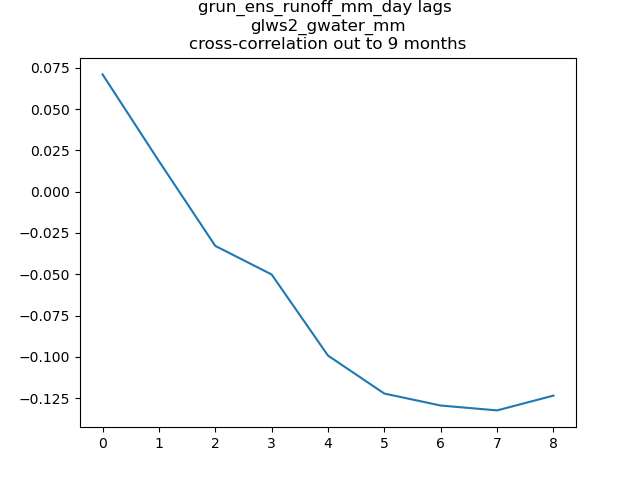 grun_ens_runoff_mm_day lags
glws2_gwater_mm
cross-correlation out to 9 months
0.075
0.050
0.025
0.000
−0.025
−0.050
−0.075
−0.100
−0.125
0 1 2 3 4 5 6 7 8